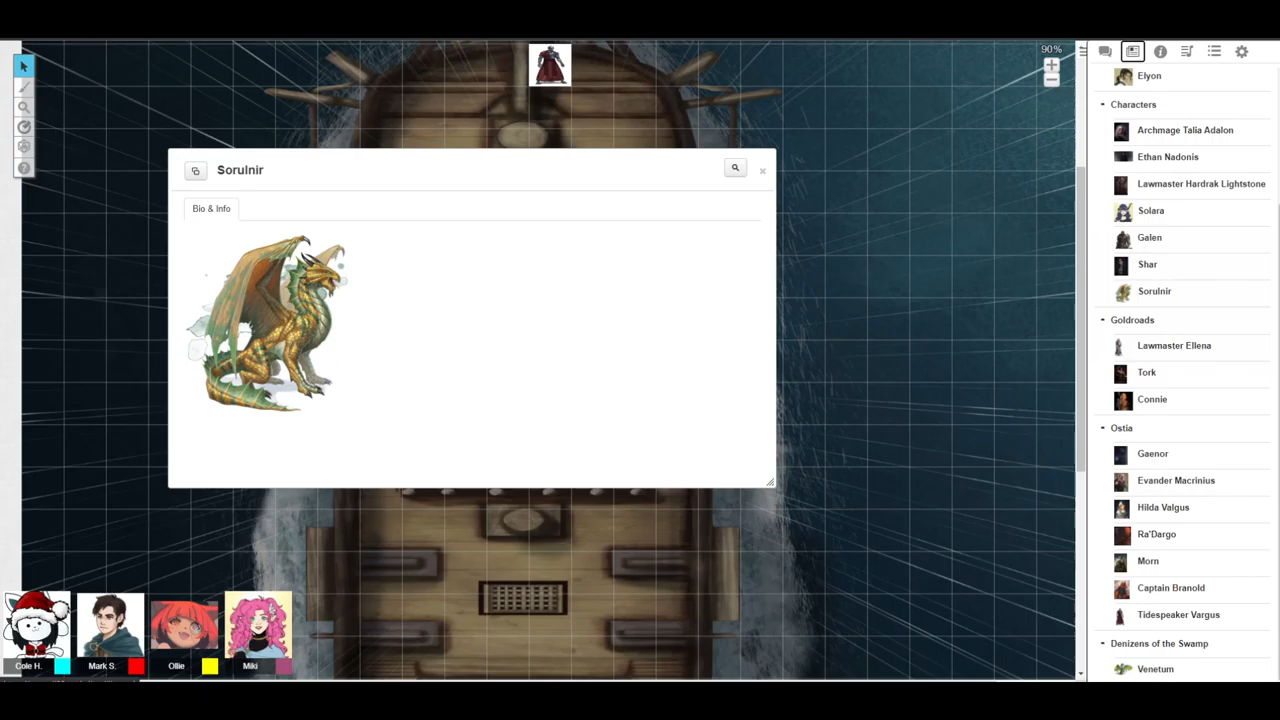 90%
Elyon
Characters
Archmage Talia Adalon
Ethan Nadonis
Lawmaster Hardrak Lightstone
Solara
Galen
Shar
Sorulnir
Goldroads
Lawmaster Ellena
Tork
Connie
Ostia
Gaenor
Evander Macrinius
Hilda Valgus
Ra'Dargo
Morn
Captain Branold
Tidespeaker Vargus
Denizens of the Swamp
Venetum
Sorulnir
Bio & Info
Cole H.
Mark S.
Ollie
Miki